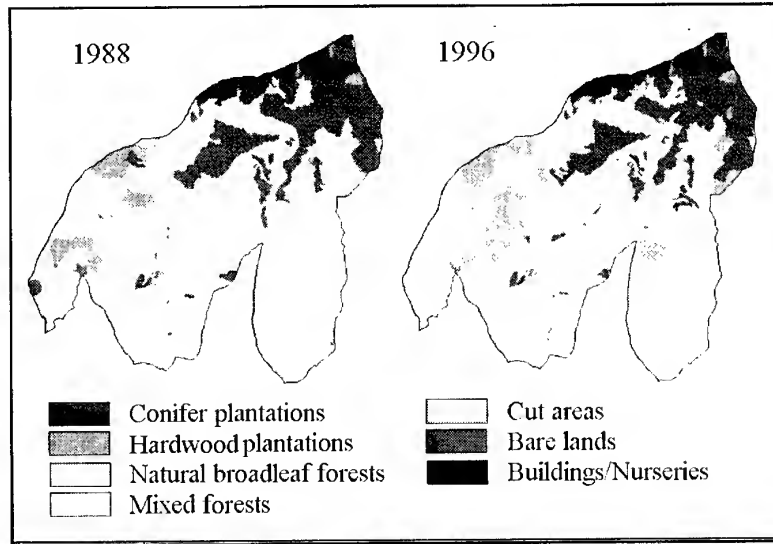 1988
1996
Conifer plantations
Hardwood plantations
Natural broadleaf forests
Mixed forests
Cut areas
Bare lands
Buildings/Nurseries